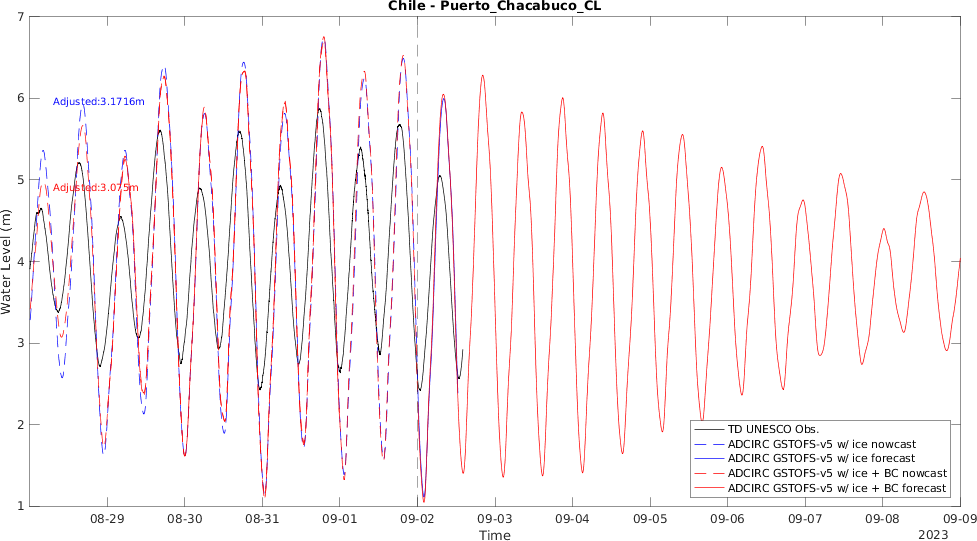 Chile - Puerto_Chacabuco_CL
7
6
5
4
3
2
1
Water Level (m)
Adjusted:3.1716m
Adjusted:3.075m
TD UNESCO Obs.
ADCIRC GSTOFS-v5 w/ ice nowcast
ADCIRC GSTOFS-v5 w/ ice forecast
ADCIRC GSTOFS-v5 w/ ice + BC nowcast
ADCIRC GSTOFS-v5 w/ ice + BC forecast
08-29 08-30 08-31 09-01 09-02 09-03 09-04 09-05 09-06 09-07 09-08 09-09
Time
2023